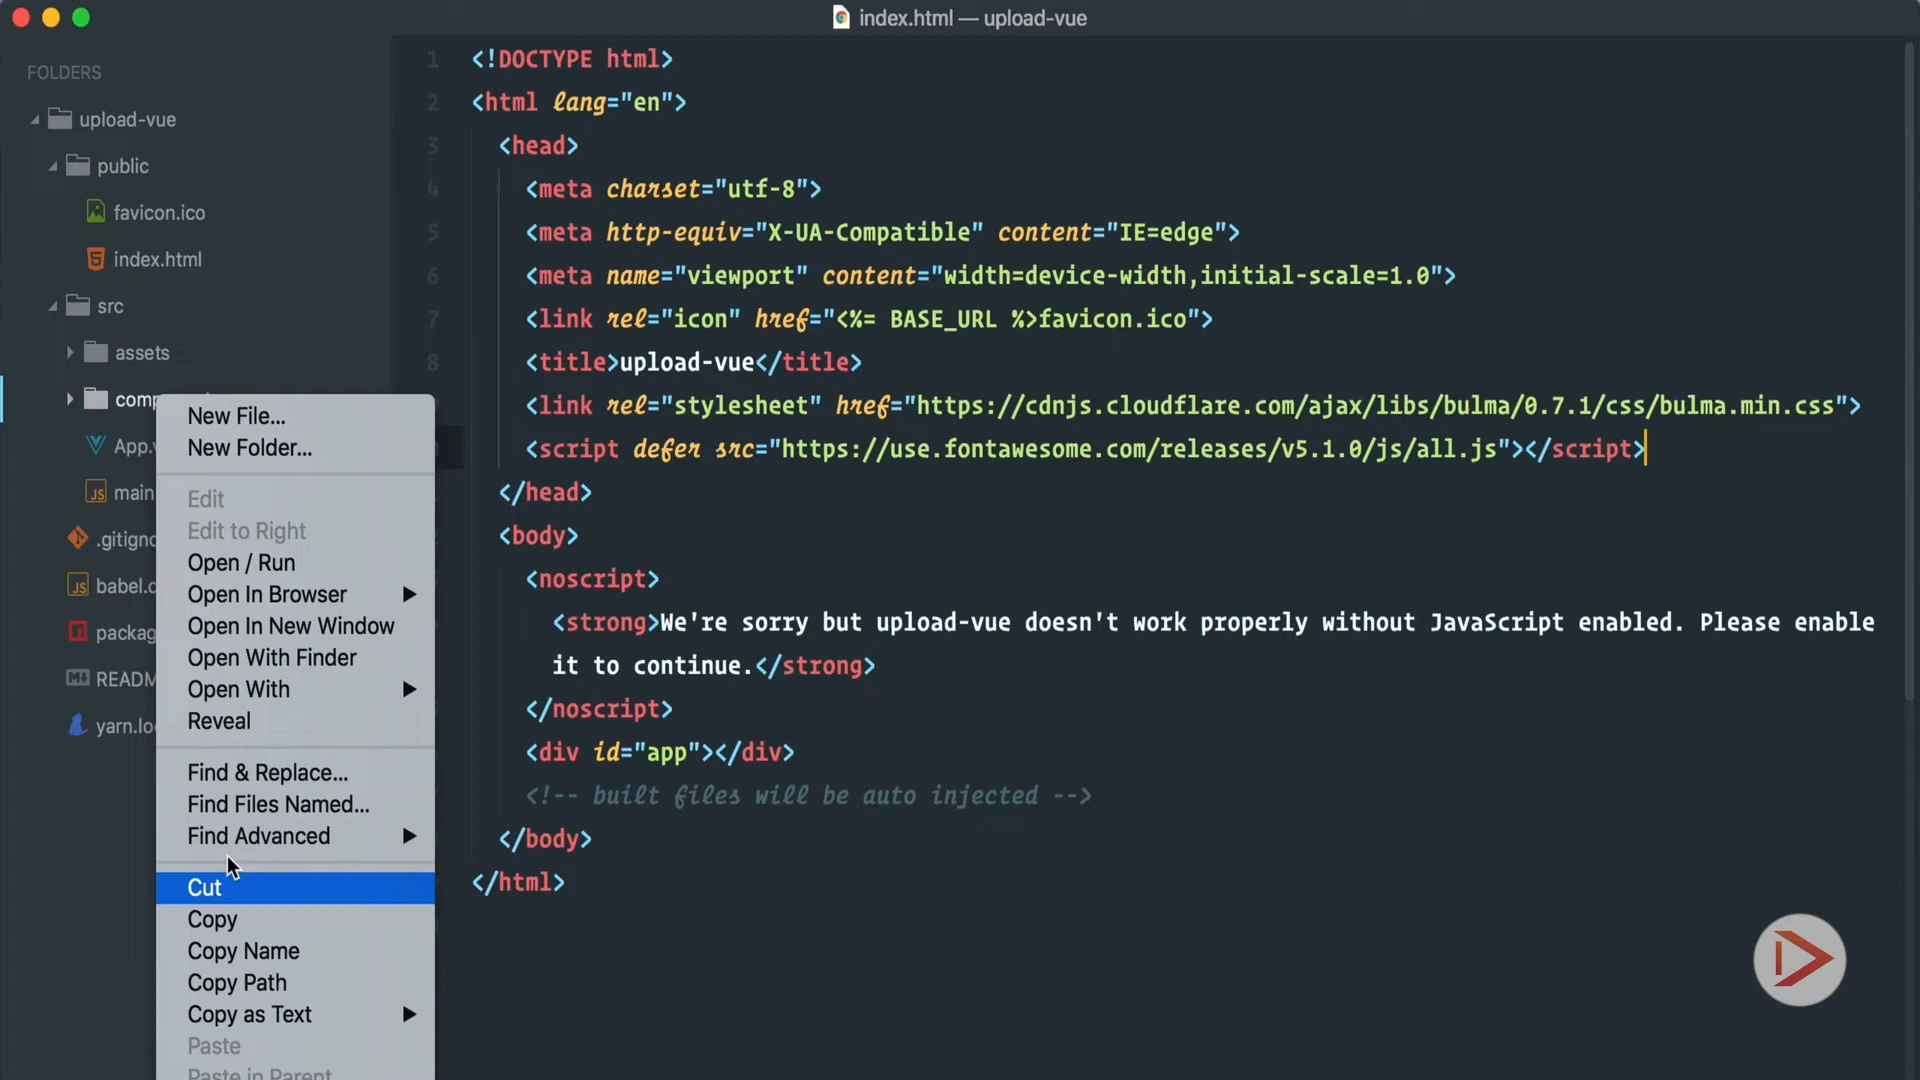 index.html — upload-vue
FOLDERS
upload-vue
public
favicon.ico
index.html
src
assets
comp
App.v
main
.gitigno
babel.c
packag
READM
yarn.lo
New File...
New Folder...
Edit
Edit to Right
Open / Run
Open In Browser
Open In New Window
Open With Finder
Open With
Reveal
Find & Replace...
Find Files Named...
Find Advanced
Cut
Copy
Copy Name
Copy Path
Copy as Text
Paste
Paste in Parent
1 <!DOCTYPE html>
2 <html lang="en">
3 <head>
4 <meta charset="utf-8">
5 <meta http-equiv="X-UA-Compatible" content="IE=edge">
6 <meta name="viewport" content="width=device-width,initial-scale=1.0">
7 <link rel="icon" href="<%= BASE_URL %>favicon.ico">
8 <title>upload-vue</title>
<link rel="stylesheet" href="https://cdnjs.cloudflare.com/ajax/libs/bulma/0.7.1/css/bulma.min.css">
<script defer src="https://use.fontawesome.com/releases/v5.1.0/js/all.js"></script>
</head>
<body>
<noscript>
<strong>We're sorry but upload-vue doesn't work properly without JavaScript enabled. Please enable
it to continue.</strong>
</noscript>
<div id="app"></div>
<!-- built files will be auto injected -->
</body>
</html>